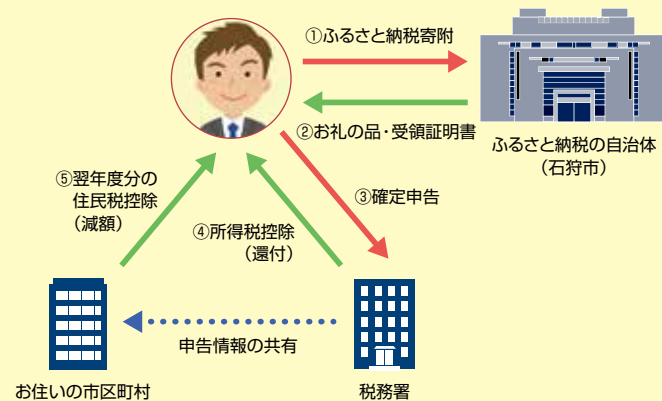 ①ふるさと納税寄附
②お礼の品・受領証明書
ふるさと納税の自治体
（石狩市）
③確定申告
④所得税控除
（還付）
⑤翌年度分の
住民税控除
（減額）
申告情報の共有
お住いの市区町村
税務署